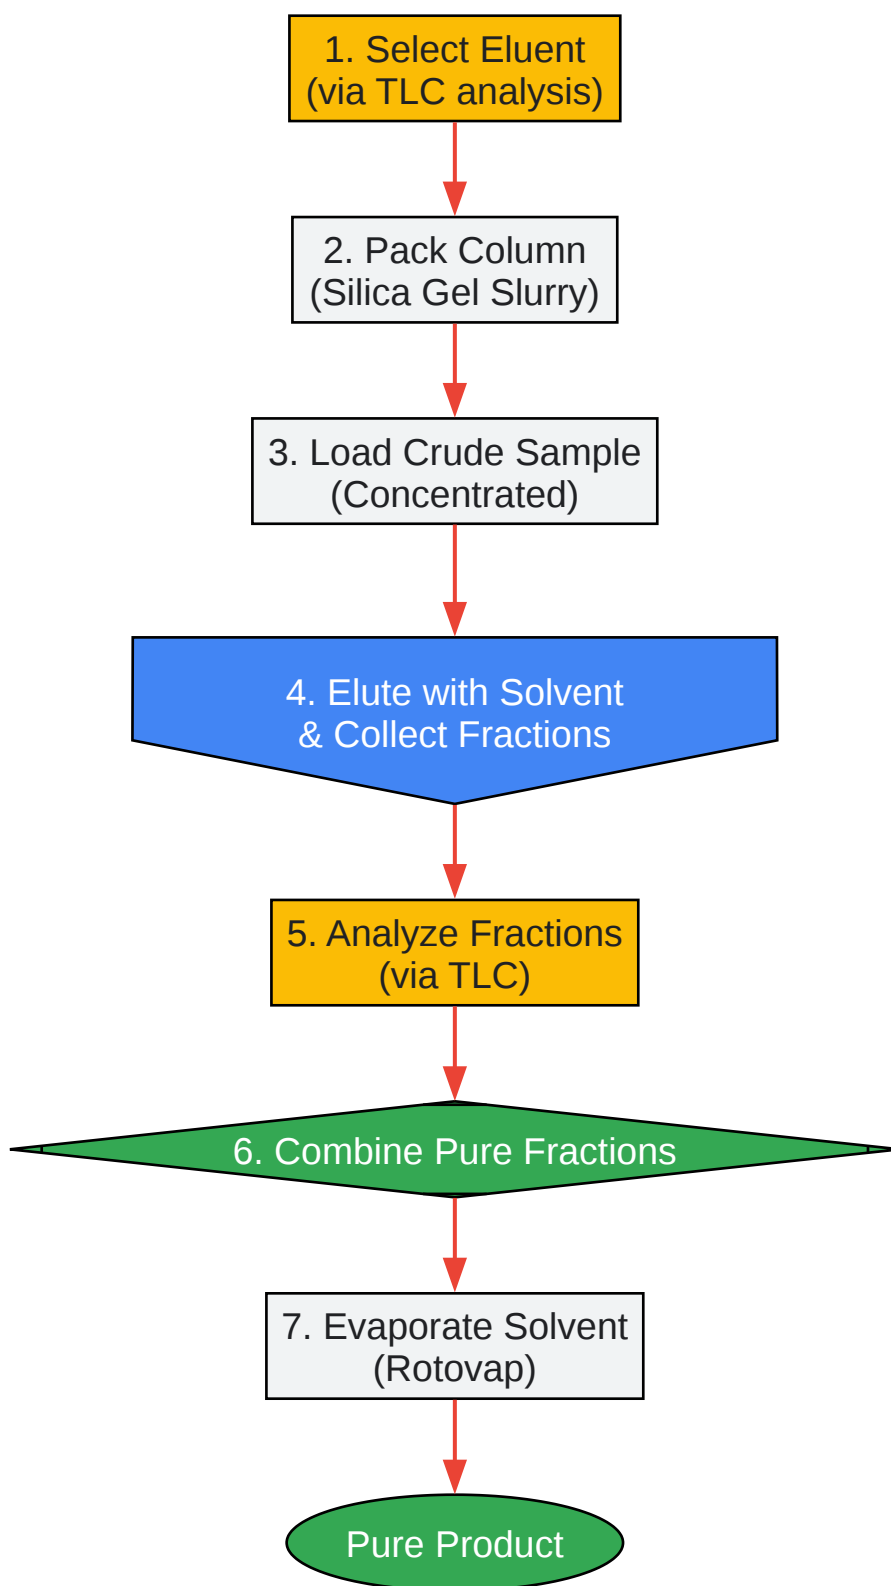 1. Select Eluent
(via TLC analysis)
2. Pack Column
(Silica Gel Slurry)
3. Load Crude Sample
(Concentrated)
4. Elute with Solvent
& Collect Fractions
5. Analyze Fractions
(via TLC)
6. Combine Pure Fractions
7. Evaporate Solvent
(Rotovap)
Pure Product